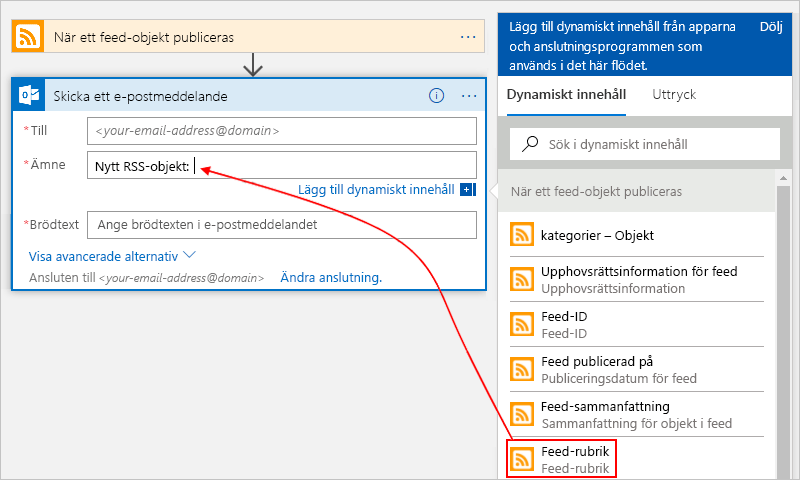 När ett feed-objekt publiceras
Skicka ett e-postmeddelande
* Till
<your-email-address@domain>
* Ämne
Nytt RSS-objekt:
Lägg till dynamiskt innehåll
* Brödtext
Ange brödtexten i e-postmeddelandet
Visa avancerade alternativ
Ansluten till <your-email-address@domain> Ändra anslutning.
Lägg till dynamiskt innehåll från apparna
och anslutningsprogrammen som
används i det här flödet.
Dölj
Dynamiskt innehåll
Uttryck
Sök i dynamiskt innehåll
När ett feed-objekt publiceras
kategorier – Objekt
Upphovsrättsinformation för feed
Upphovsrättsinformation
Feed-ID
Feed-ID
Feed publicerad på
Publiceringsdatum för feed
Feed-sammanfattning
Sammanfattning för objekt i feed
Feed-rubrik
Feed-rubrik